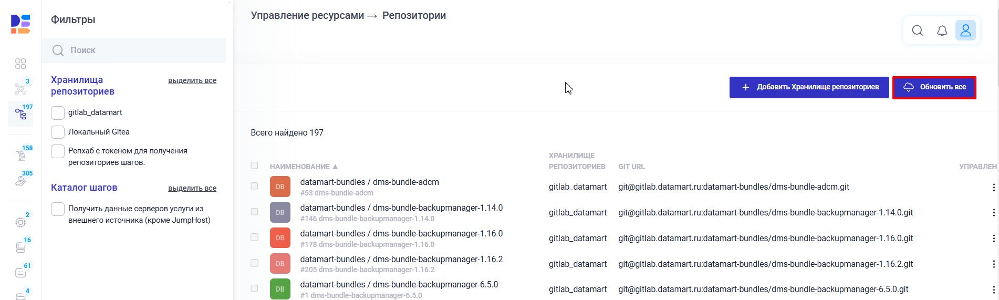 Фильтры
Поиск
Хранилища
репозиториев
выделить все
gitlab_datamart
Локальный Gitea
Репхаб с токеном для получения
репозиториев шагов.
Каталог шагов
выделить все
Получить данные серверов услуги из
внешнего источника (кроме JumpHost)
3
197
158
305
2
16
61
4
Управление ресурсами → Репозитории
+ Добавить Хранилище репозиториев
Обновить все
Всего найдено 197
НАИМЕНОВАНИЕ ▲
ХРАНИЛИЩЕ
РЕПОЗИТОРИЕВ
GIT URL
УПРАВЛЕН
DB
datamart-bundles / dms-bundle-adcm
#53 dms-bundle-adcm
gitlab_datamart
git@gitlab.datamart.ru:datamart-bundles/dms-bundle-adcm.git
DB
datamart-bundles / dms-bundle-backupmanager-1.14.0
#146 dms-bundle-backupmanager-1.14.0
gitlab_datamart
git@gitlab.datamart.ru:datamart-bundles/dms-bundle-backupmanager-1.14.0.git
DB
datamart-bundles / dms-bundle-backupmanager-1.16.0
#178 dms-bundle-backupmanager-1.16.0
gitlab_datamart
git@gitlab.datamart.ru:datamart-bundles/dms-bundle-backupmanager-1.16.0.git
DB
datamart-bundles / dms-bundle-backupmanager-1.16.2
#205 dms-bundle-backupmanager-1.16.2
gitlab_datamart
git@gitlab.datamart.ru:datamart-bundles/dms-bundle-backupmanager-1.16.2.git
DB
datamart-bundles / dms-bundle-backupmanager-6.5.0
#1 dms-bundle-backupmanager-6.5.0
gitlab_datamart
git@gitlab.datamart.ru:datamart-bundles/dms-bundle-backupmanager-6.5.0.git